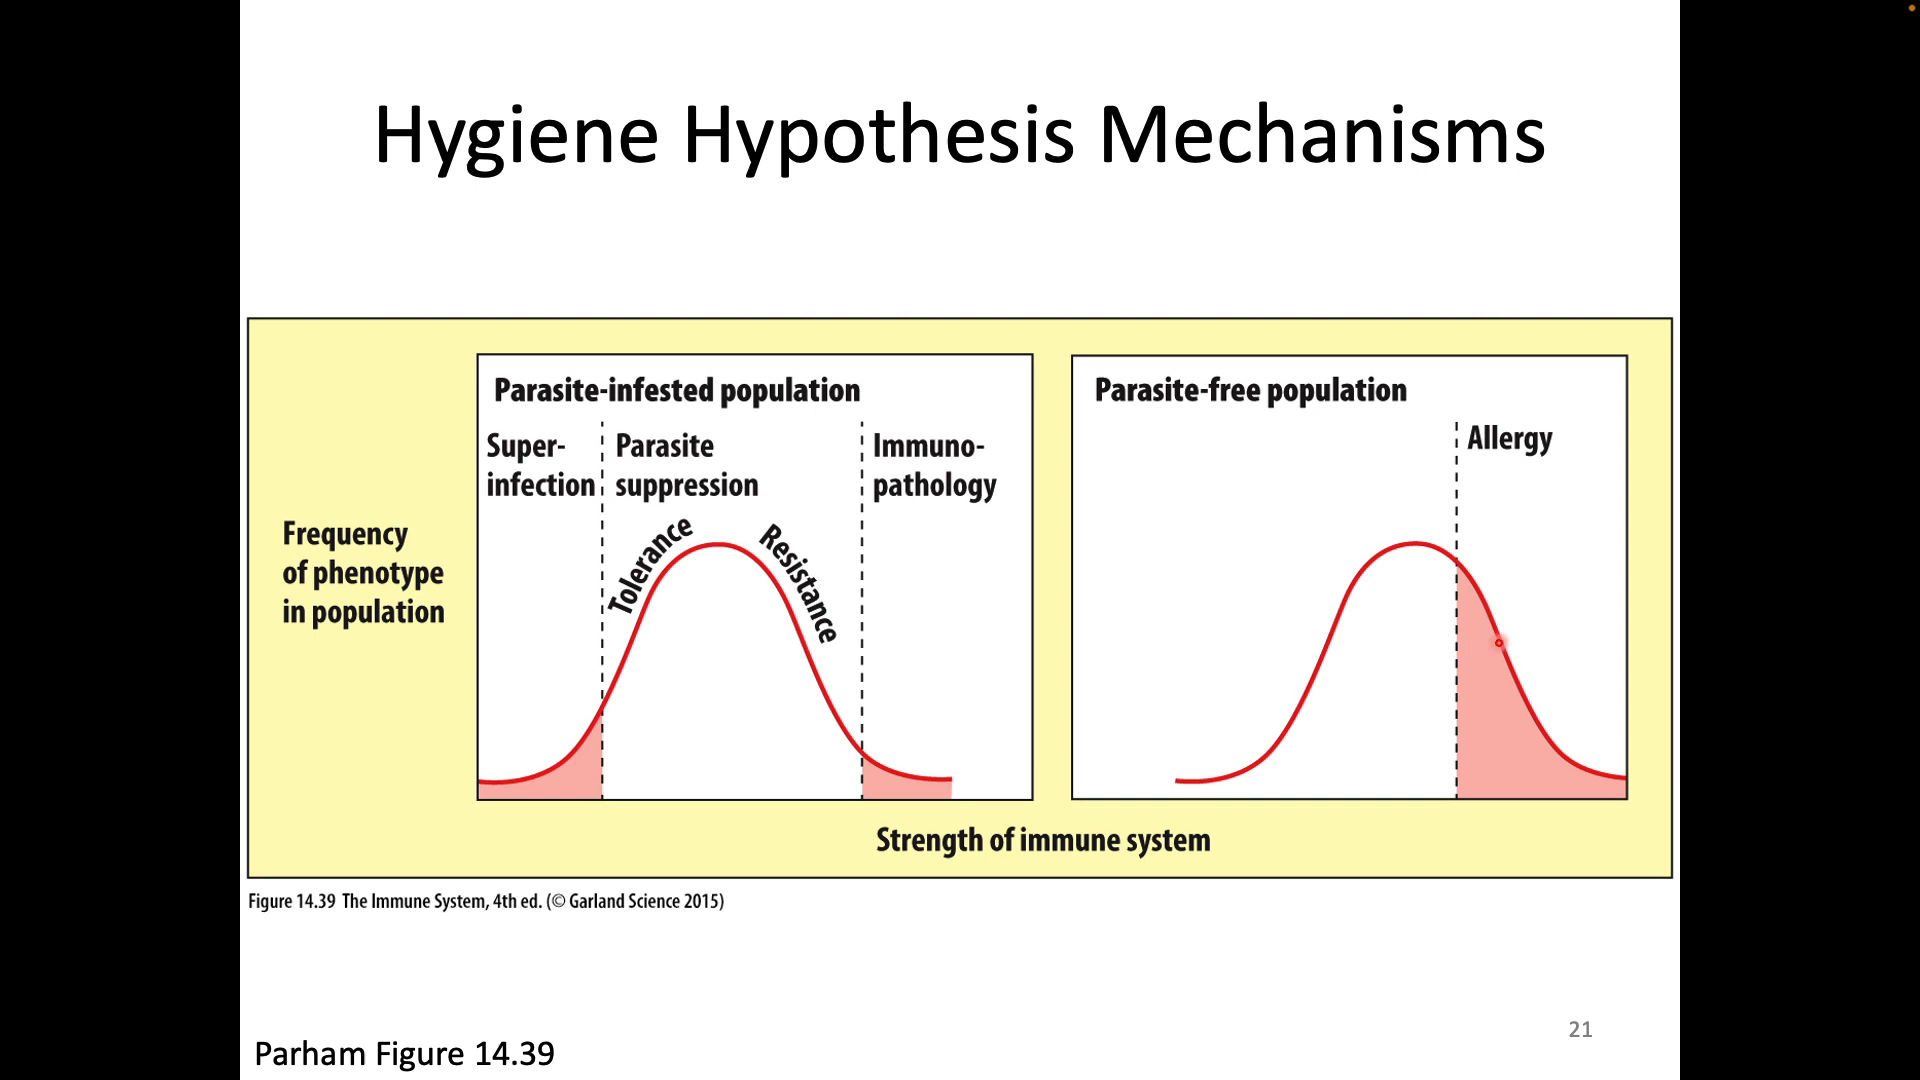 Hygiene Hypothesis Mechanisms
Parasite-infested population
Super-
infection
Parasite
suppression
Immuno-
pathology
Tolerance
Resistance
Parasite-free population
Allergy
Frequency
of phenotype
in population
Strength of immune system
Figure 14.39 The Immune System, 4th ed. (© Garland Science 2015)
21
Parham Figure 14.39